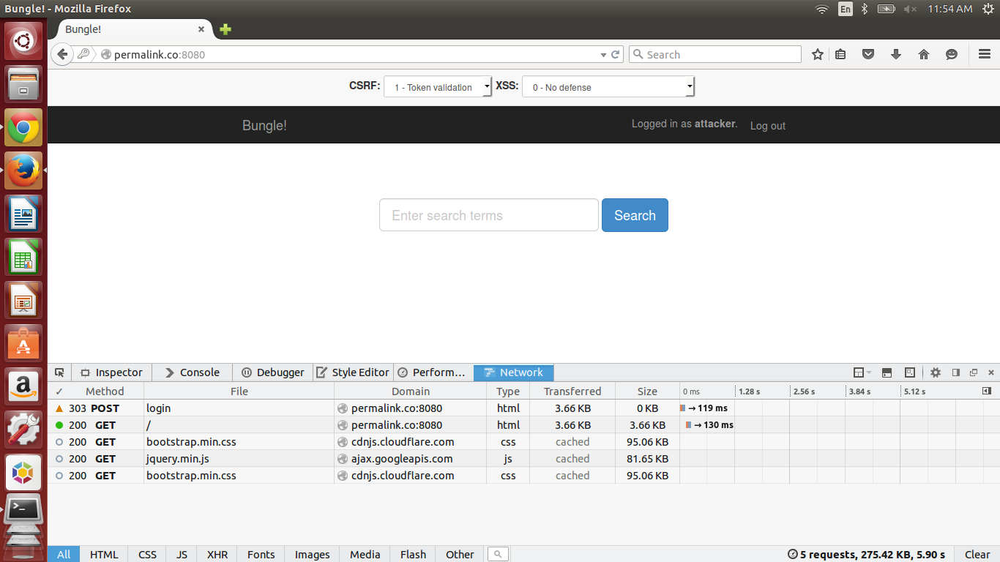 Bungle! - Mozilla Firefox En 11:54 AM
Bungle!
permalink.co:8080 Search
CSRF: 1 - Token validation XSS: 0 - No defense
Bungle! Logged in as attacker. Log out
Enter search terms Search
Inspector Console Debugger Style Editor Perform… Network
✓ Method File Domain Type Transferred Size 0 ms 1.28 s 2.56 s 3.84 s 5.12 s
303 POST login permalink.co:8080 html 3.66 KB 0 KB → 119 ms
200 GET / permalink.co:8080 html 3.66 KB 3.66 KB → 130 ms
200 GET bootstrap.min.css cdnjs.cloudflare.com css cached 95.06 KB
200 GET jquery.min.js ajax.googleapis.com js cached 81.65 KB
200 GET bootstrap.min.css cdnjs.cloudflare.com css cached 95.06 KB
All HTML CSS JS XHR Fonts Images Media Flash Other 5 requests, 275.42 KB, 5.90 s Clear